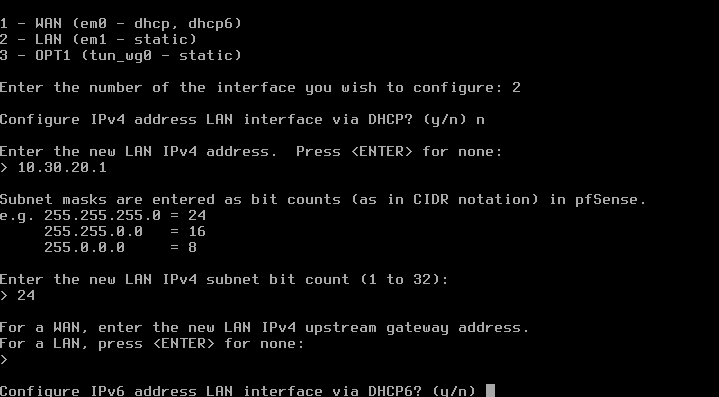 1 - WAN (em0 - dhcp, dhcp6)
2 - LAN (em1 - static)
3 - OPT1 (tun_wg0 - static)
Enter the number of the interface you wish to configure: 2
Configure IPv4 address LAN interface via DHCP? (y/n) n
Enter the new LAN IPv4 address.  Press <ENTER> for none:
> 10.30.20.1
Subnet masks are entered as bit counts (as in CIDR notation) in pfSense.
e.g. 255.255.255.0 = 24
     255.255.0.0   = 16
     255.0.0.0     = 8
Enter the new LAN IPv4 subnet bit count (1 to 32):
> 24
For a WAN, enter the new LAN IPv4 upstream gateway address.
For a LAN, press <ENTER> for none:
>
Configure IPv6 address LAN interface via DHCP6? (y/n)